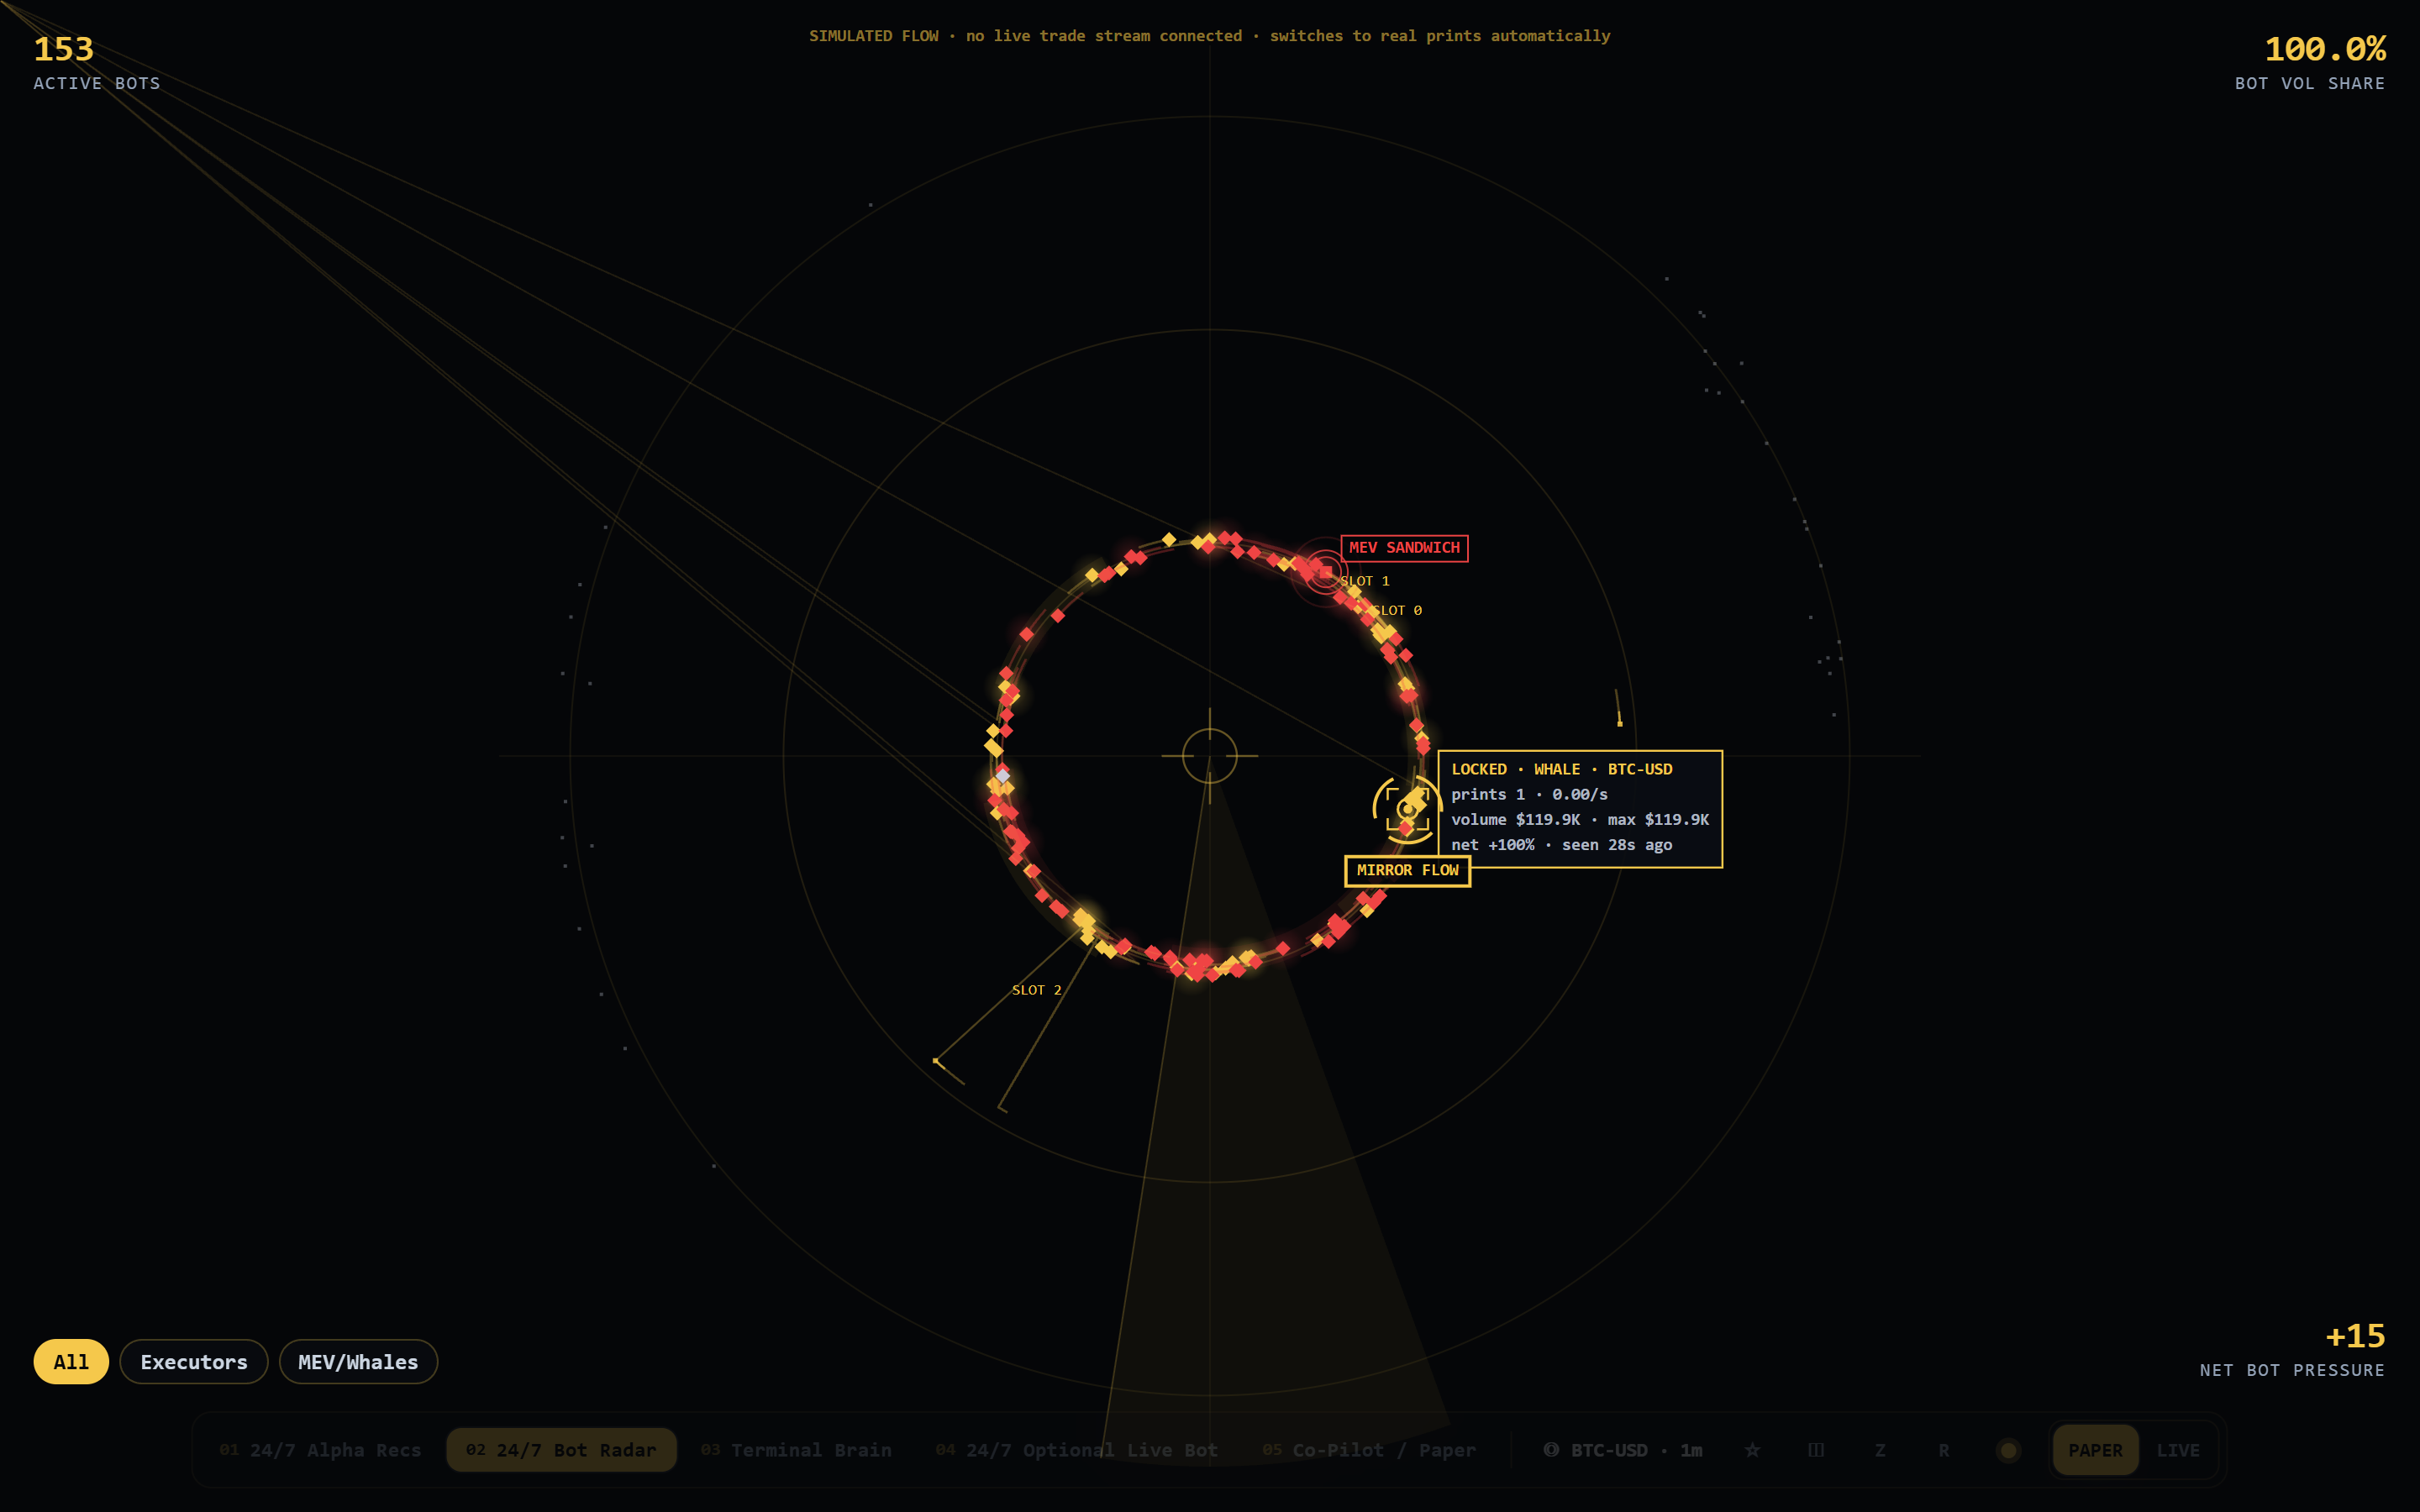 153
ACTIVE BOTS
SIMULATED FLOW · no live trade stream connected · switches to real prints automatically
100.0%
BOT VOL SHARE
MEV SANDWICH
SLOT 1
SLOT 0
LOCKED · WHALE · BTC-USD
prints 1 · 0.00/s
volume $119.9K · max $119.9K
net +100% · seen 28s ago
MIRROR FLOW
SLOT 2
All
Executors
MEV/Whales
+15
NET BOT PRESSURE
01 24/7 Alpha Recs
02 24/7 Bot Radar
03 Terminal Brain
04 24/7 Optional Live Bot
05 Co-Pilot / Paper
BTC-USD · 1m
Z
R
PAPER
LIVE